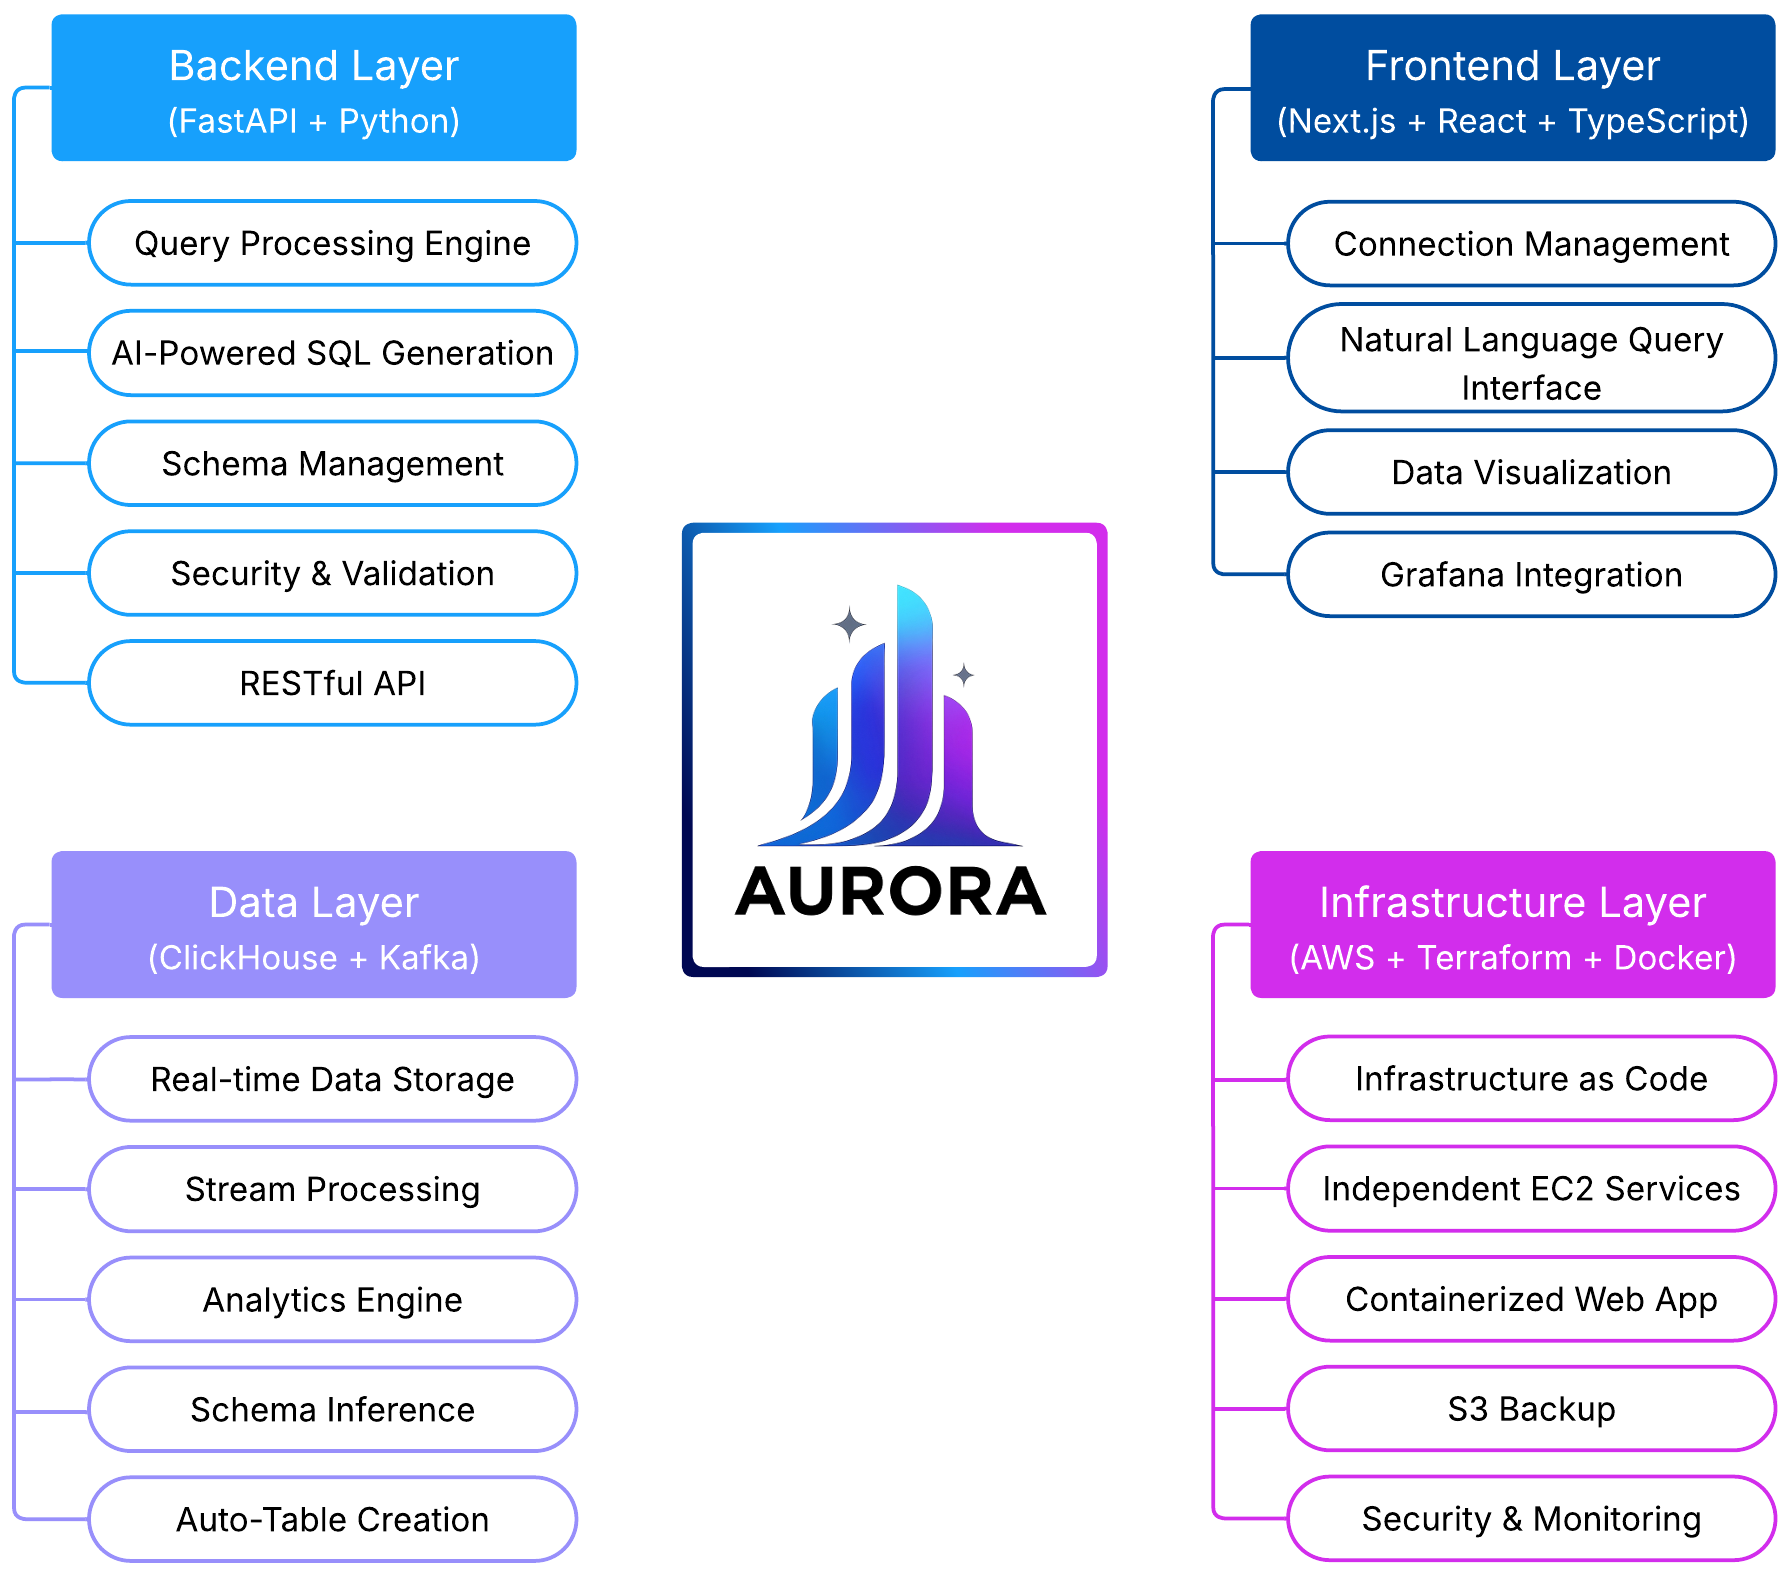 Backend Layer
(FastAPI + Python)
Query Processing Engine
AI-Powered SQL Generation
Schema Management
Security & Validation
RESTful API
Frontend Layer
(Next.js + React + TypeScript)
Connection Management
Natural Language Query
Interface
Data Visualization
Grafana Integration
AURORA
Data Layer
(ClickHouse + Kafka)
Real-time Data Storage
Stream Processing
Analytics Engine
Schema Inference
Auto-Table Creation
Infrastructure Layer
(AWS + Terraform + Docker)
Infrastructure as Code
Independent EC2 Services
Containerized Web App
S3 Backup
Security & Monitoring